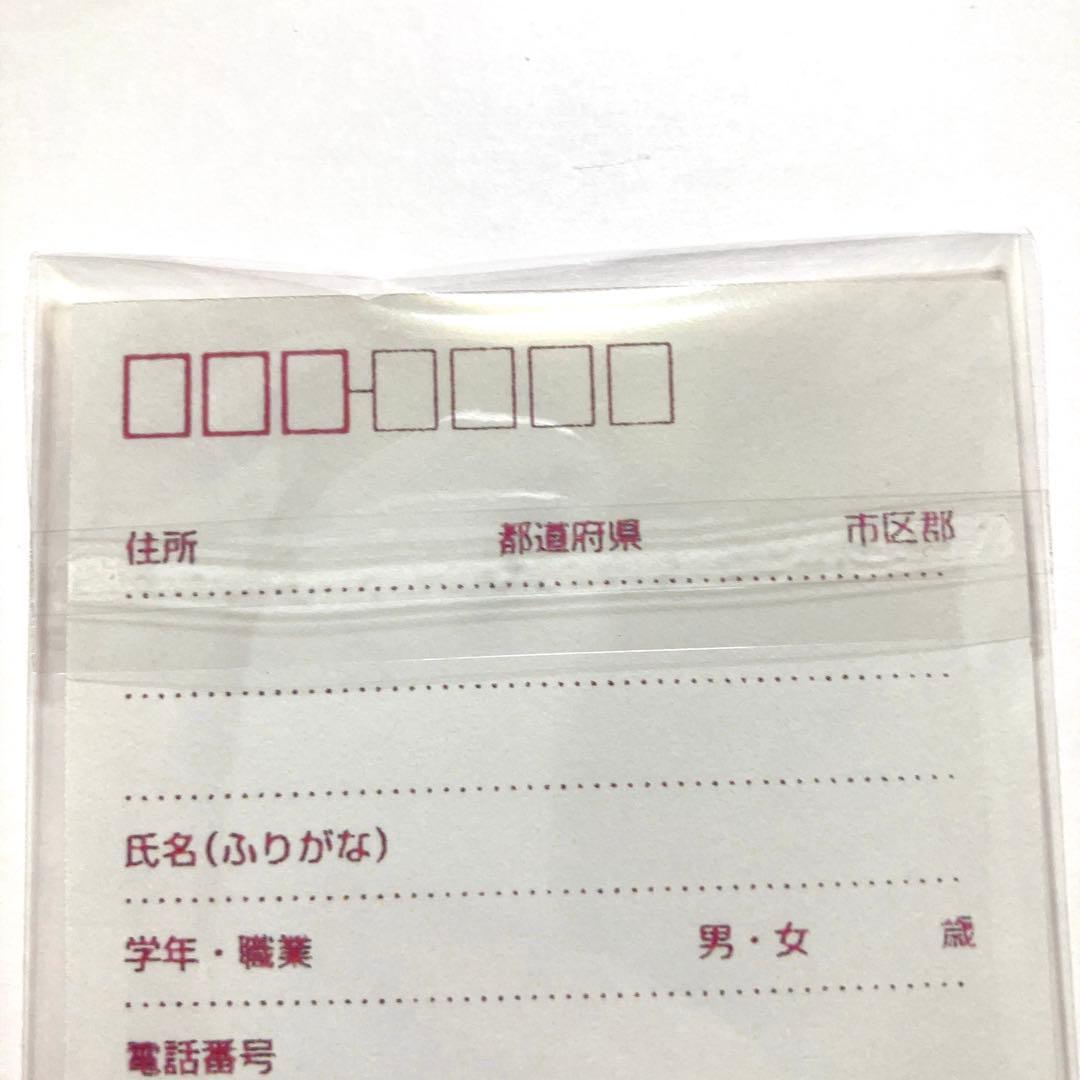 住所 都道府県 市区郡
氏名(ふりがな)
学年・職業 男・女 歳
電話番号